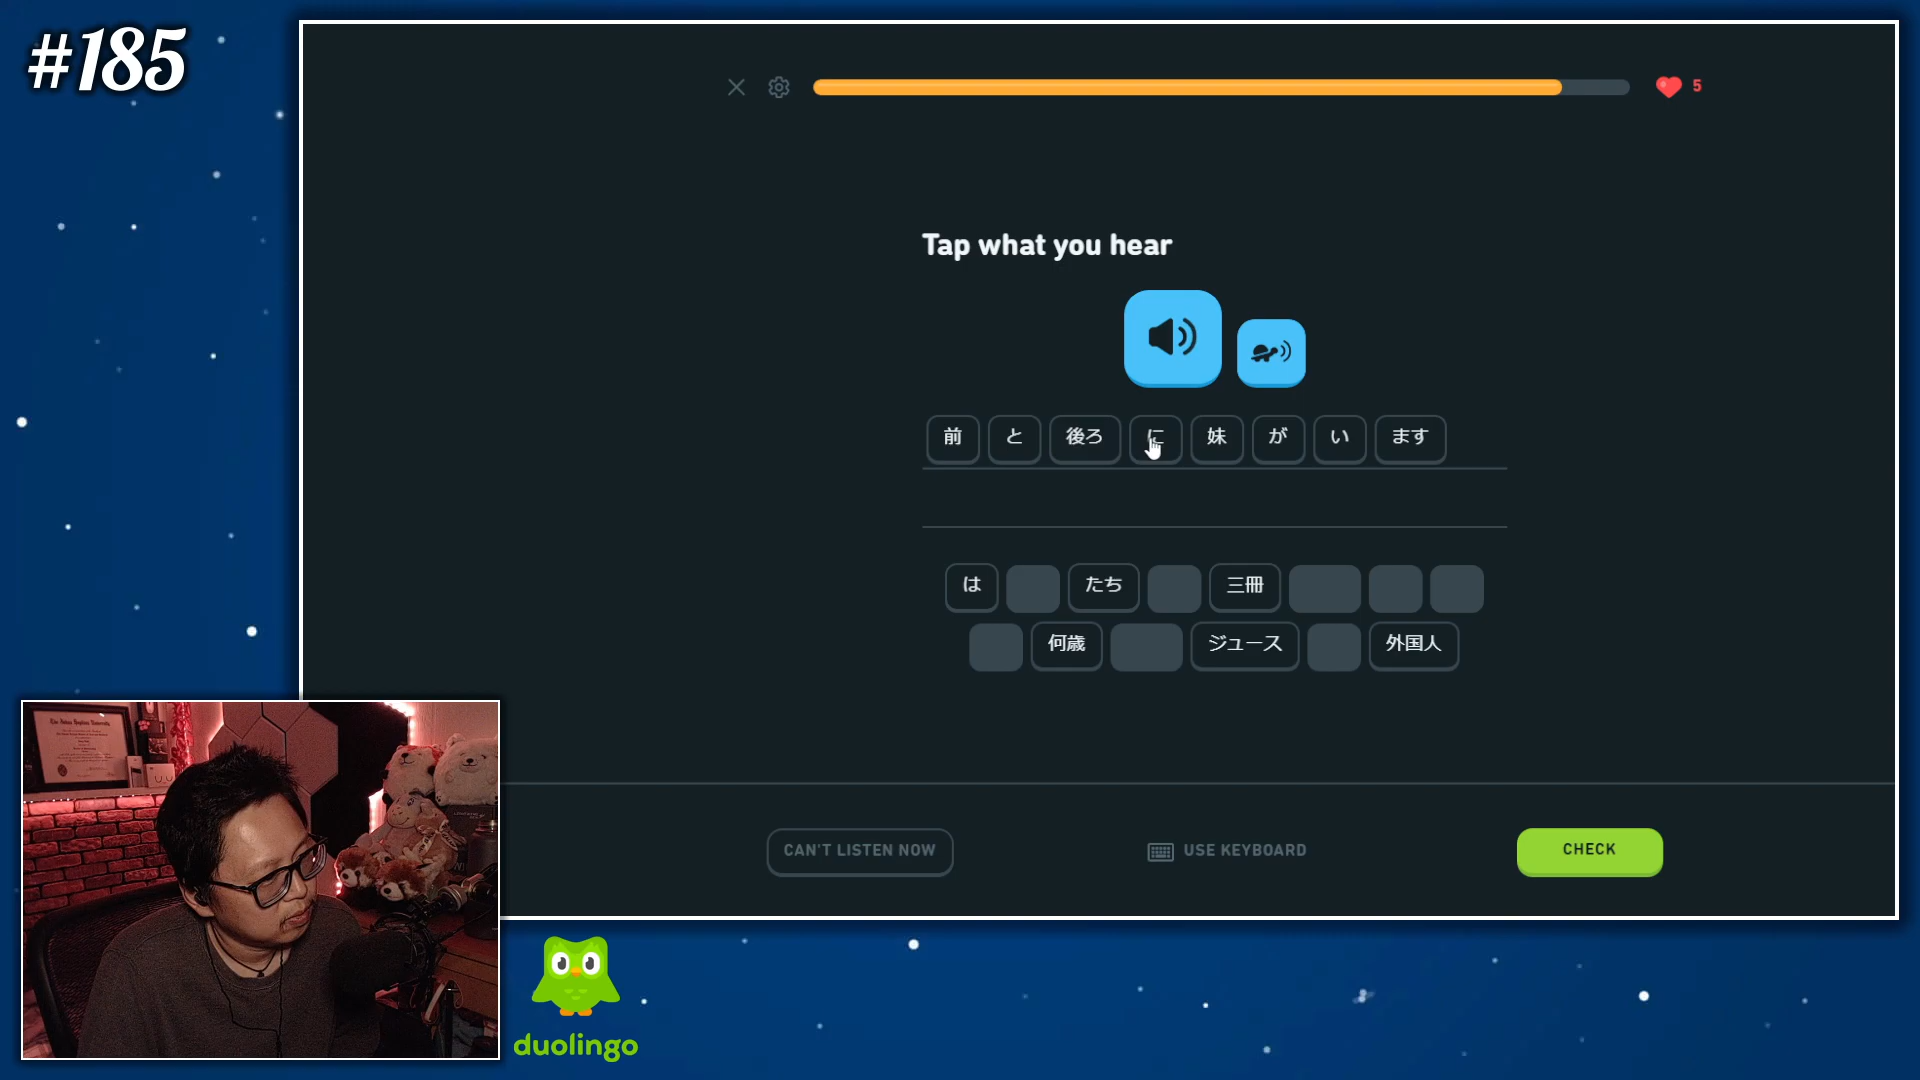 #185
5
Tap what you hear
前 と 後ろ に 妹 が い ます
は たち 三冊
何歳 ジュース 外国人
CAN'T LISTEN NOW
USE KEYBOARD
CHECK
duolingo